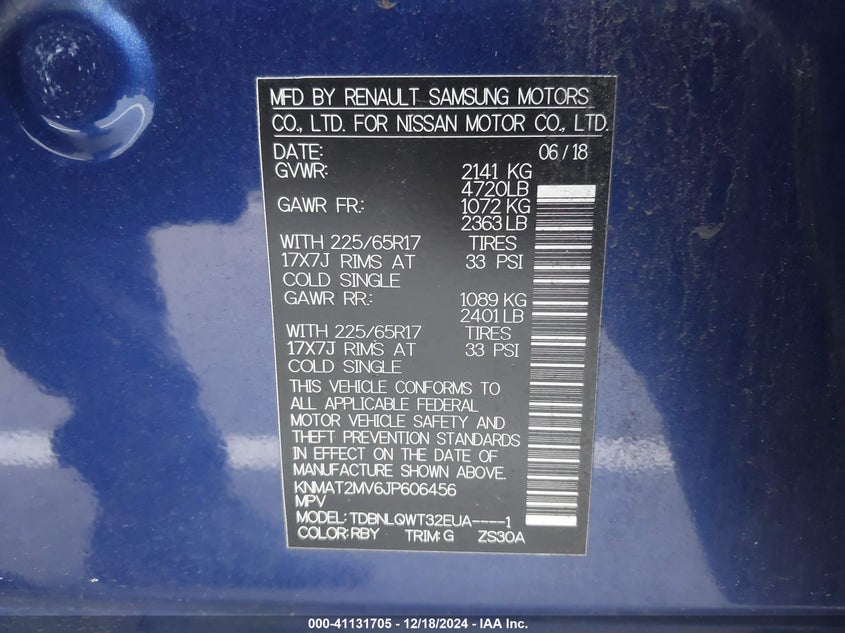 MFD BY RENAULT SAMSUNG MOTORS
CO., LTD. FOR NISSAN MOTOR CO., LTD.
DATE: 06/18
GVWR: 2141 KG
4720LB
GAWR FR.: 1072 KG
2363 LB
WITH 225/65R17 TIRES
17X7J RIMS AT 33 PSI
COLD SINGLE
GAWR RR.: 1089 KG
2401 LB
WITH 225/65R17 TIRES
17X7J RIMS AT 33 PSI
COLD SINGLE
THIS VEHICLE CONFORMS TO
ALL APPLICABLE FEDERAL
MOTOR VEHICLE SAFETY AND
THEFT PREVENTION STANDARDS
IN EFFECT ON THE DATE OF
MANUFACTURE SHOWN ABOVE.
KNMAT2MV6JP606456
MPV
MODEL: TDBNLQWT32EUA----1
COLOR: RBY TRIM: G ZS30A
000-41131705 - 12/18/2024 - IAA Inc.